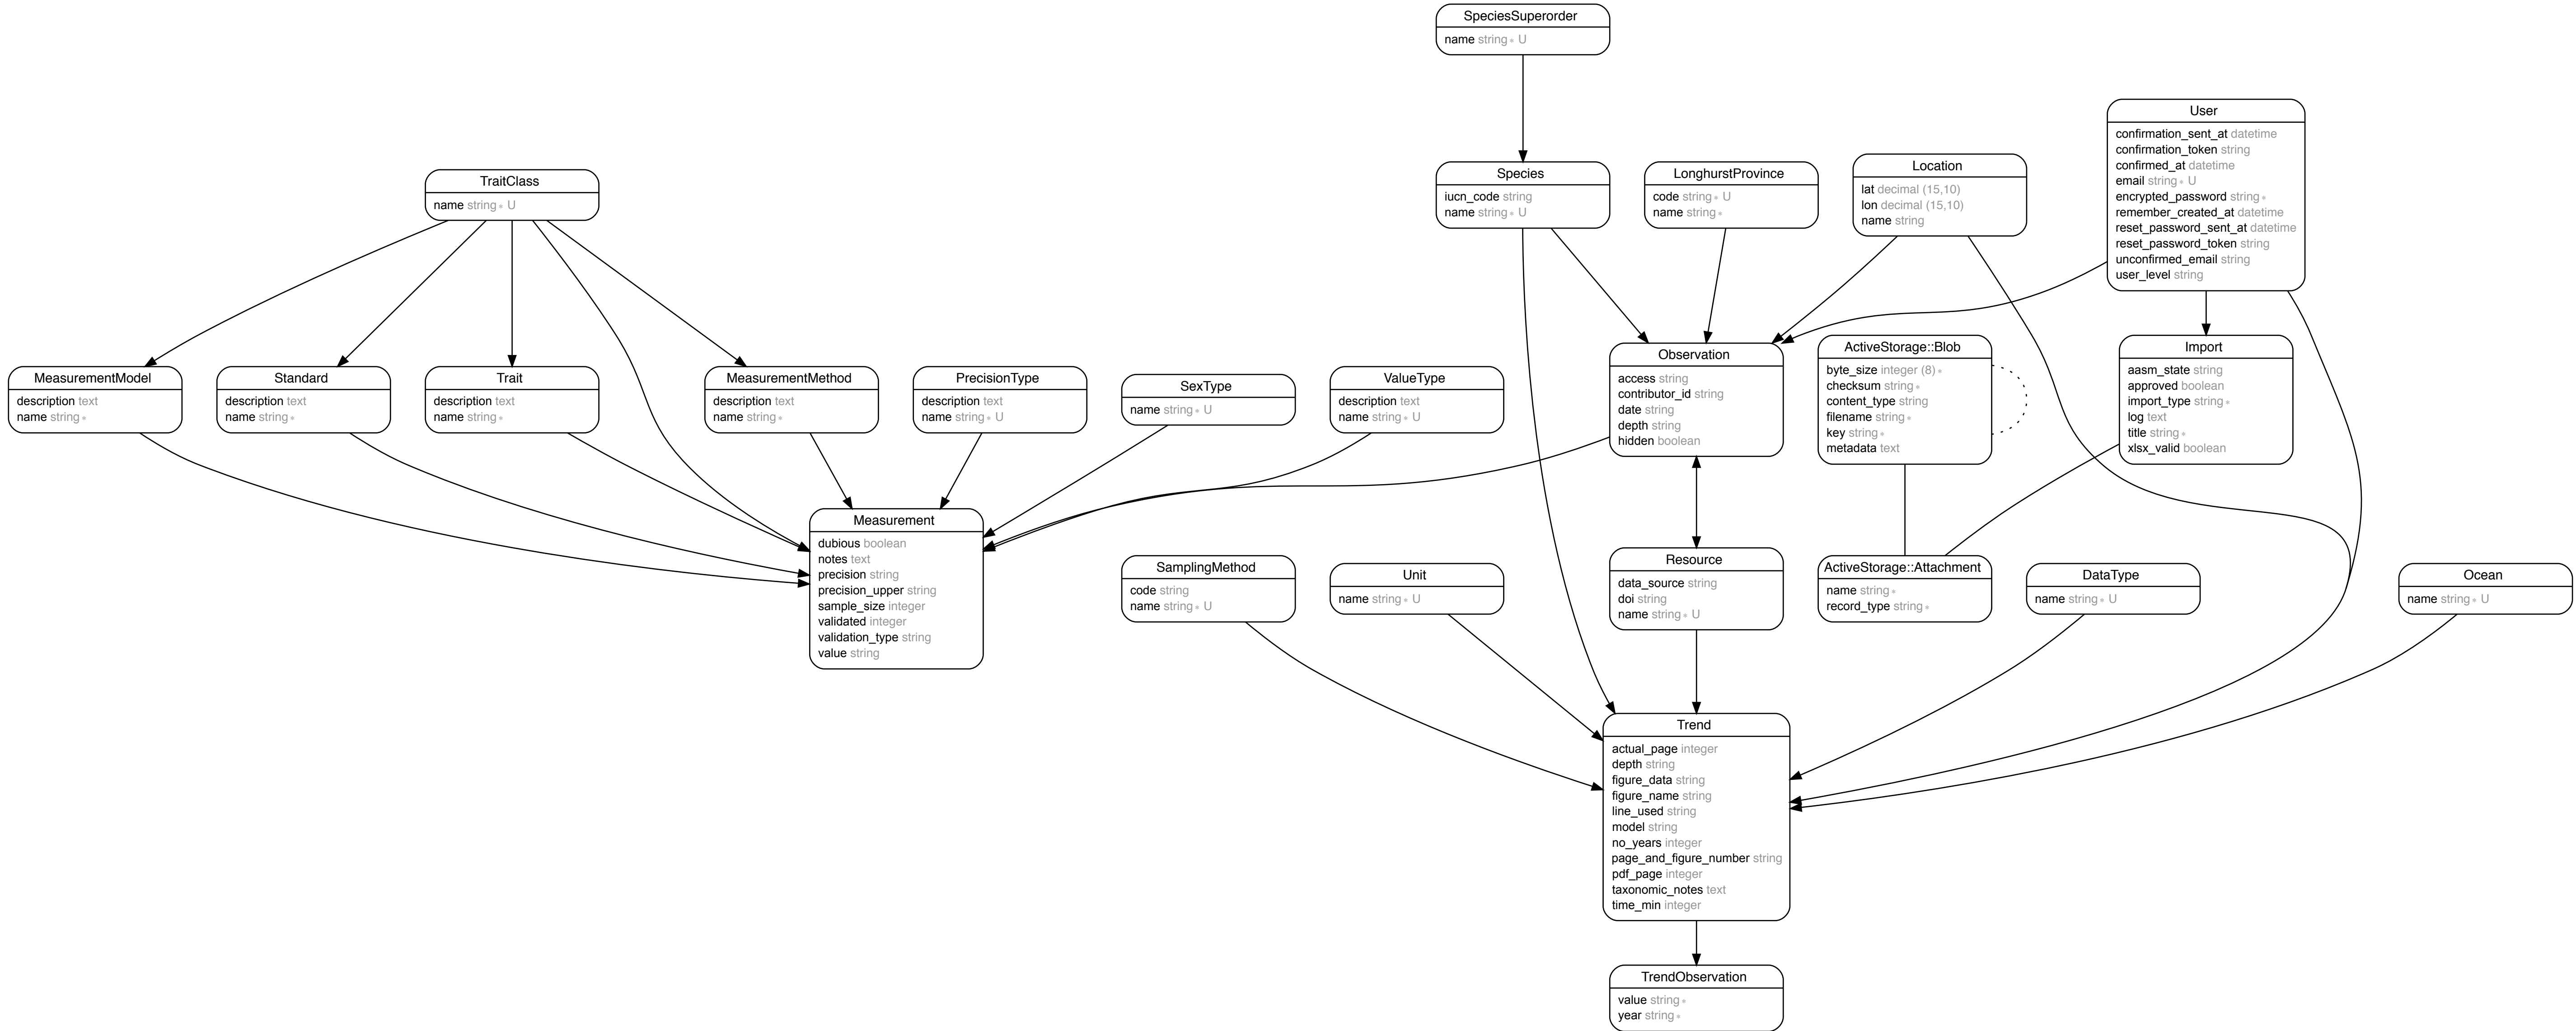 SpeciesSuperorder
name string * U
User
confirmation_sent_at datetime
confirmation_token string
confirmed_at datetime
email string * U
encrypted_password string *
remember_created_at datetime
reset_password_sent_at datetime
reset_password_token string
unconfirmed_email string
user_level string
TraitClass
name string * U
Species
iucn_code string
name string * U
LonghurstProvince
code string * U
name string *
Location
lat decimal (15,10)
lon decimal (15,10)
name string
MeasurementModel
description text
name string *
Standard
description text
name string *
Trait
description text
name string *
MeasurementMethod
description text
name string *
PrecisionType
description text
name string * U
SexType
name string * U
ValueType
description text
name string * U
Observation
access string
contributor_id string
date string
depth string
hidden boolean
ActiveStorage::Blob
byte_size integer (8) *
checksum string *
content_type string
filename string *
key string *
metadata text
Import
aasm_state string
approved boolean
import_type string *
log text
title string *
xlsx_valid boolean
Measurement
dubious boolean
notes text
precision string
precision_upper string
sample_size integer
validated integer
validation_type string
value string
SamplingMethod
code string
name string * U
Unit
name string * U
Resource
data_source string
doi string
name string * U
ActiveStorage::Attachment
name string *
record_type string *
DataType
name string * U
Ocean
name string * U
Trend
actual_page integer
depth string
figure_data string
figure_name string
line_used string
model string
no_years integer
page_and_figure_number string
pdf_page integer
taxonomic_notes text
time_min integer
TrendObservation
value string *
year string *